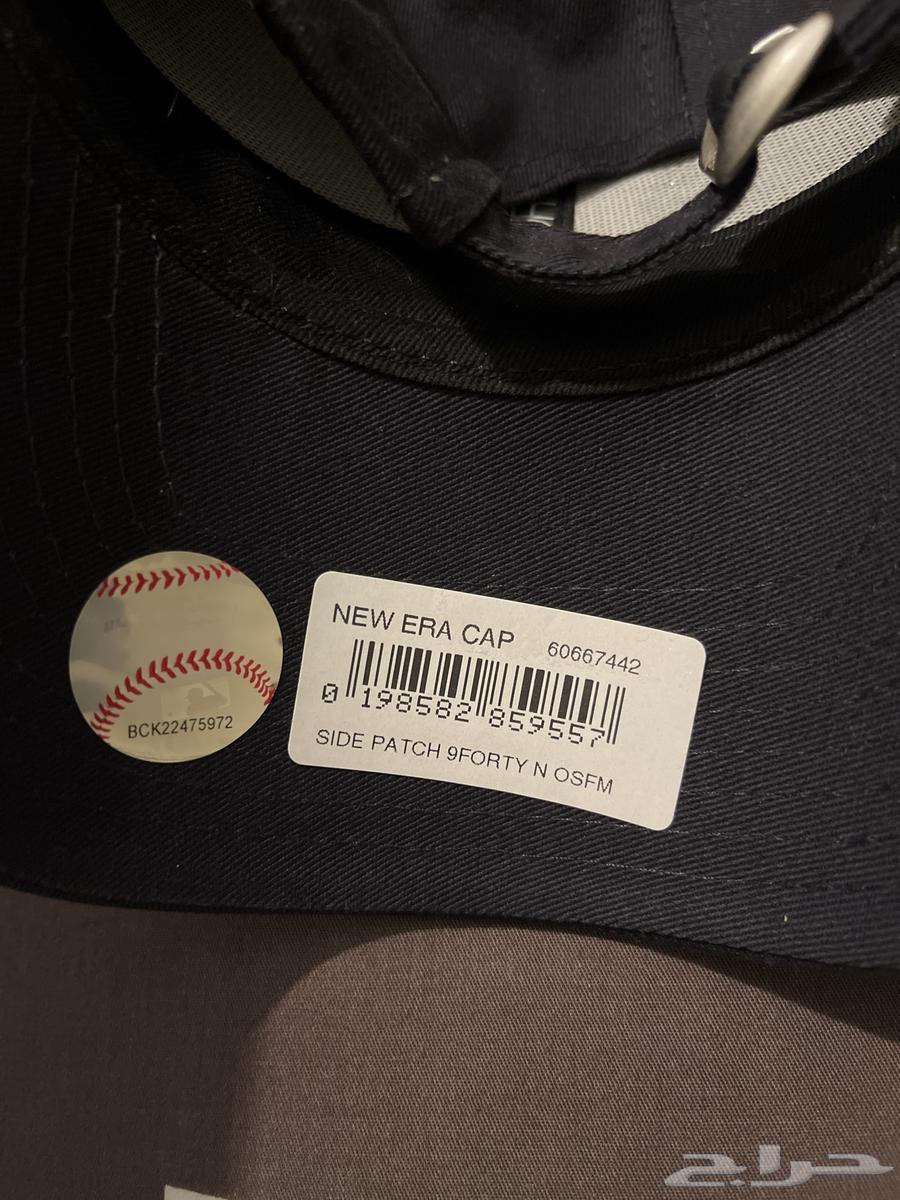 BCK22475972
NEW ERA CAP 60667442
0 198582 859557
SIDE PATCH 9FORTY N OSFM
حراج